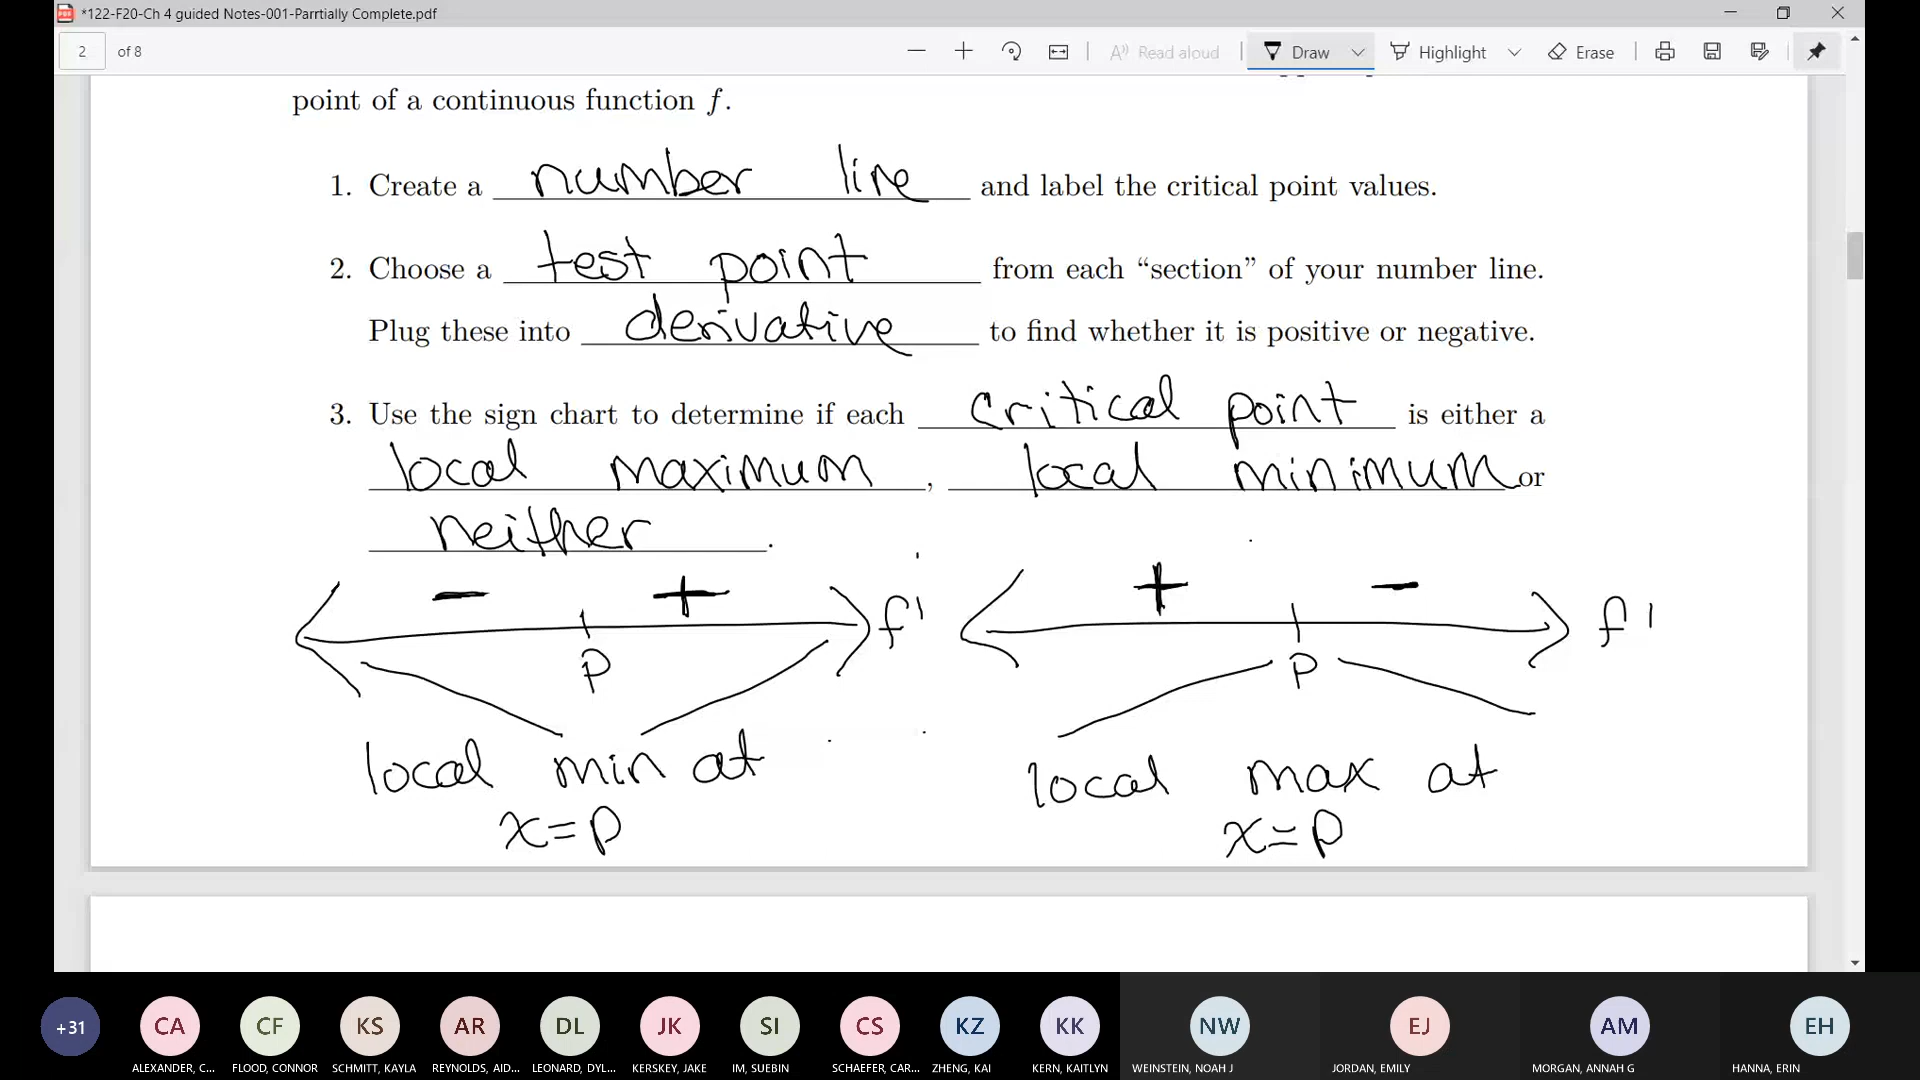 *122-F20-Ch 4 guided Notes-001-Parrtially Complete.pdf
2 of 8 Read aloud Draw Highlight Erase
point of a continuous function f.
1. Create a number line and label the critical point values.
2. Choose a test point from each “section” of your number line.
Plug these into derivative to find whether it is positive or negative.
3. Use the sign chart to determine if each critical point is either a
local maximum, local minimum or
neither.
− + f' + − f'
p p
local min at local max at
x=p x=p
+31 CA CF KS AR DL JK SI CS KZ KK NW EJ AM EH
ALEXANDER, C... FLOOD, CONNOR SCHMITT, KAYLA REYNOLDS, AID... LEONARD, DYL... KERSKEY, JAKE IM, SUEBIN SCHAEFER, CAR... ZHENG, KAI KERN, KAITLYN WEINSTEIN, NOAH J JORDAN, EMILY MORGAN, ANNAH G HANNA, ERIN